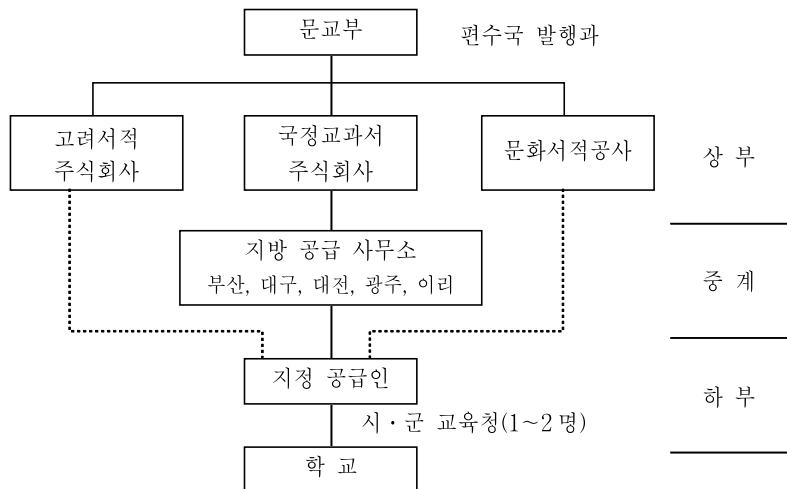 문교부
편수국 발행과
고려서적
주식회사
국정교과서
주식회사
문화서적공사
상 부
지방 공급 사무소
부산, 대구, 대전, 광주, 이리
중 계
지정 공급인
하 부
시·군 교육청(1～2명)
학 교